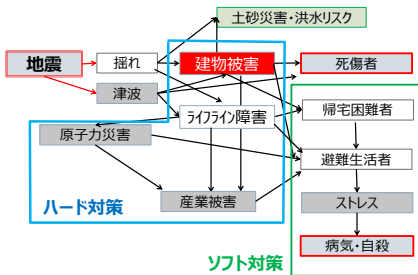 土砂災害・洪水リスク
地震
揺れ
建物被害
死傷者
津波
ライフライン障害
帰宅困難者
原子力災害
避難生活者
ハード対策
産業被害
ストレス
ソフト対策
病気・自殺